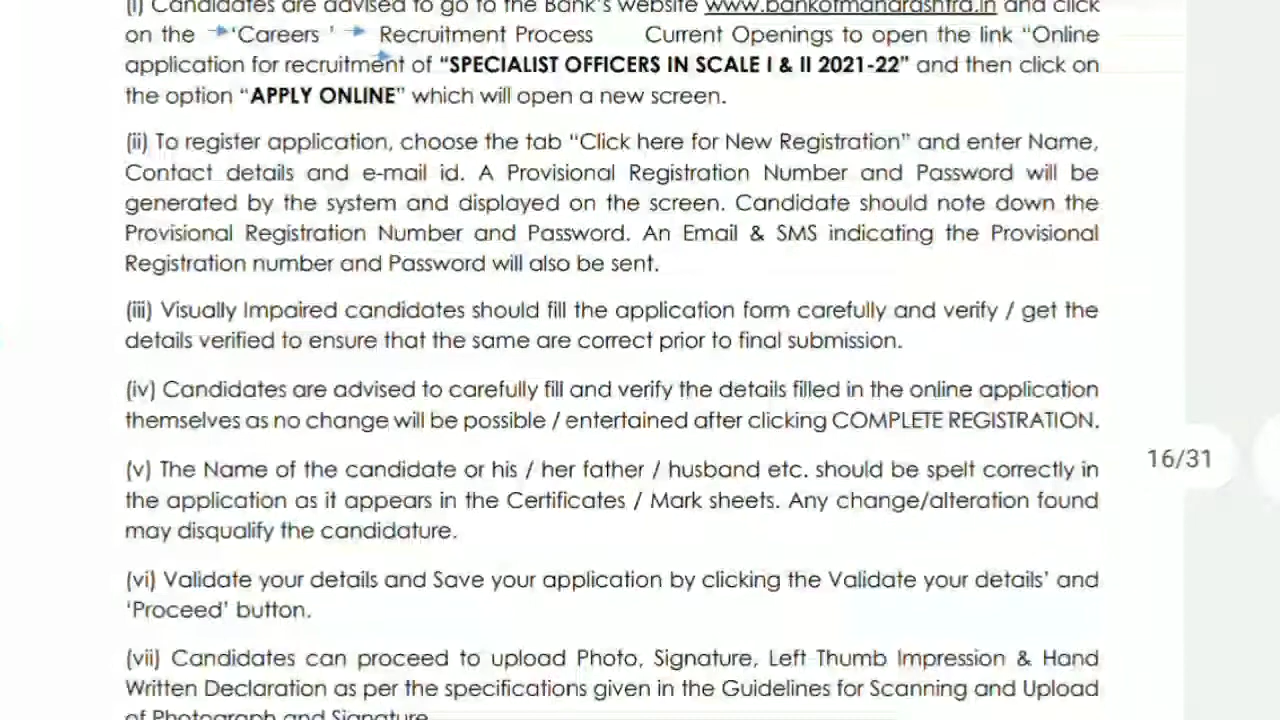 (i) Candidates are advised to go to the Bank's website www.bankofmaharashtra.in and click
on the 'Careers ' Recruitment Process Current Openings to open the link “Online
application for recruitment of “SPECIALIST OFFICERS IN SCALE I & II 2021-22” and then click on
the option “APPLY ONLINE” which will open a new screen.
(ii) To register application, choose the tab “Click here for New Registration” and enter Name,
Contact details and e-mail id. A Provisional Registration Number and Password will be
generated by the system and displayed on the screen. Candidate should note down the
Provisional Registration Number and Password. An Email & SMS indicating the Provisional
Registration number and Password will also be sent.
(iii) Visually Impaired candidates should fill the application form carefully and verify / get the
details verified to ensure that the same are correct prior to final submission.
(iv) Candidates are advised to carefully fill and verify the details filled in the online application
themselves as no change will be possible / entertained after clicking COMPLETE REGISTRATION.
(v) The Name of the candidate or his / her father / husband etc. should be spelt correctly in
the application as it appears in the Certificates / Mark sheets. Any change/alteration found
may disqualify the candidature.
16/31
(vi) Validate your details and Save your application by clicking the Validate your details' and
'Proceed' button.
(vii) Candidates can proceed to upload Photo, Signature, Left Thumb Impression & Hand
Written Declaration as per the specifications given in the Guidelines for Scanning and Upload
of Photograph and Signature